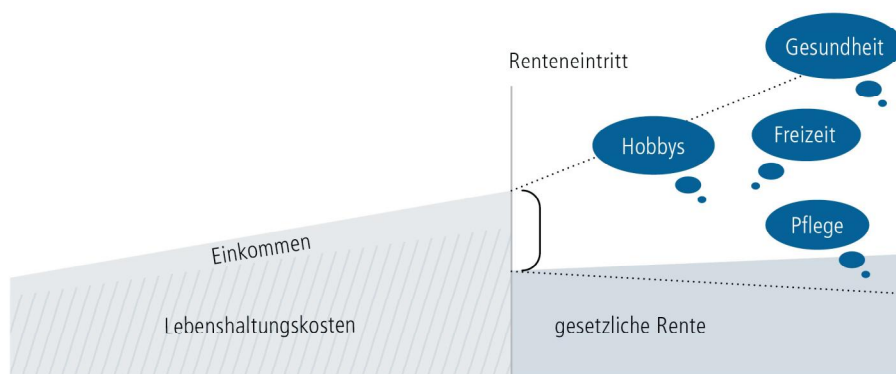 Gesundheit
Renteneintritt
Hobbys
Freizeit
Pflege
Einkommen
Lebenshaltungskosten
gesetzliche Rente